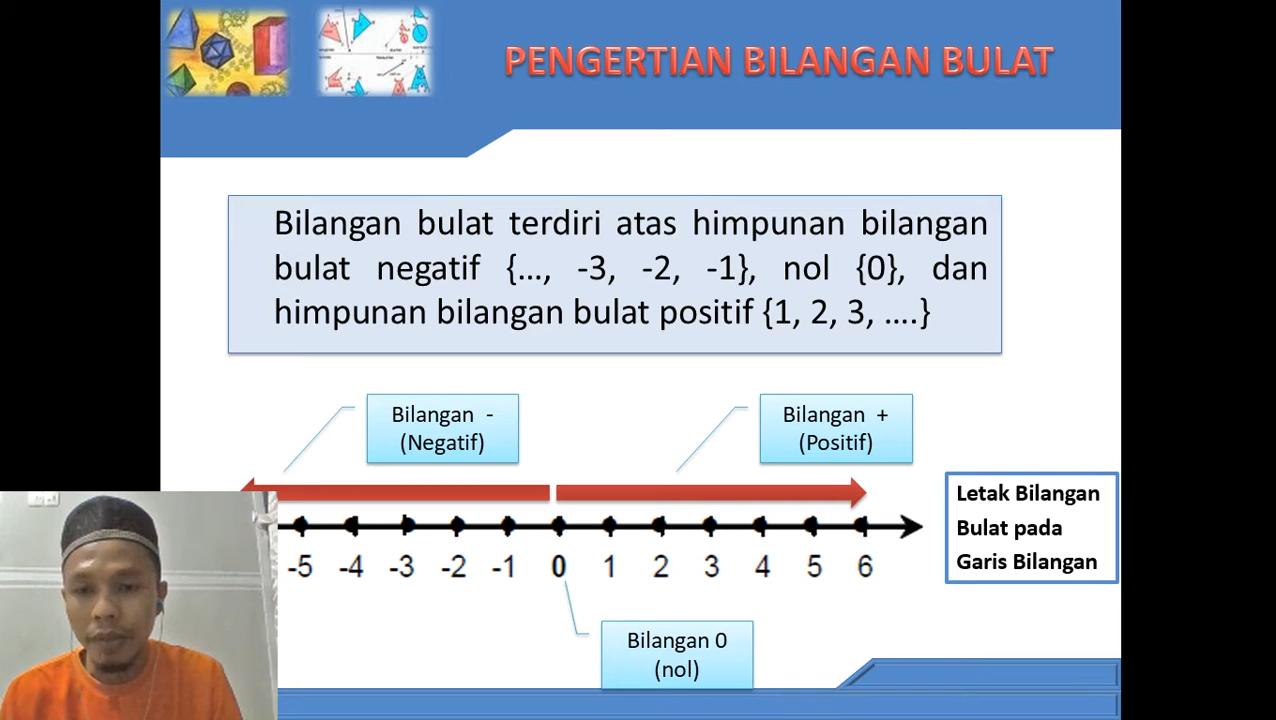 PENGERTIAN BILANGAN BULAT
Bilangan bulat terdiri atas himpunan bilangan
bulat negatif {..., -3, -2, -1}, nol {0}, dan
himpunan bilangan bulat positif {1, 2, 3, ….}
Bilangan -
(Negatif)
Bilangan +
(Positif)
Letak Bilangan
Bulat pada
Garis Bilangan
-5 -4 -3 -2 -1 0 1 2 3 4 5 6
Bilangan 0
(nol)